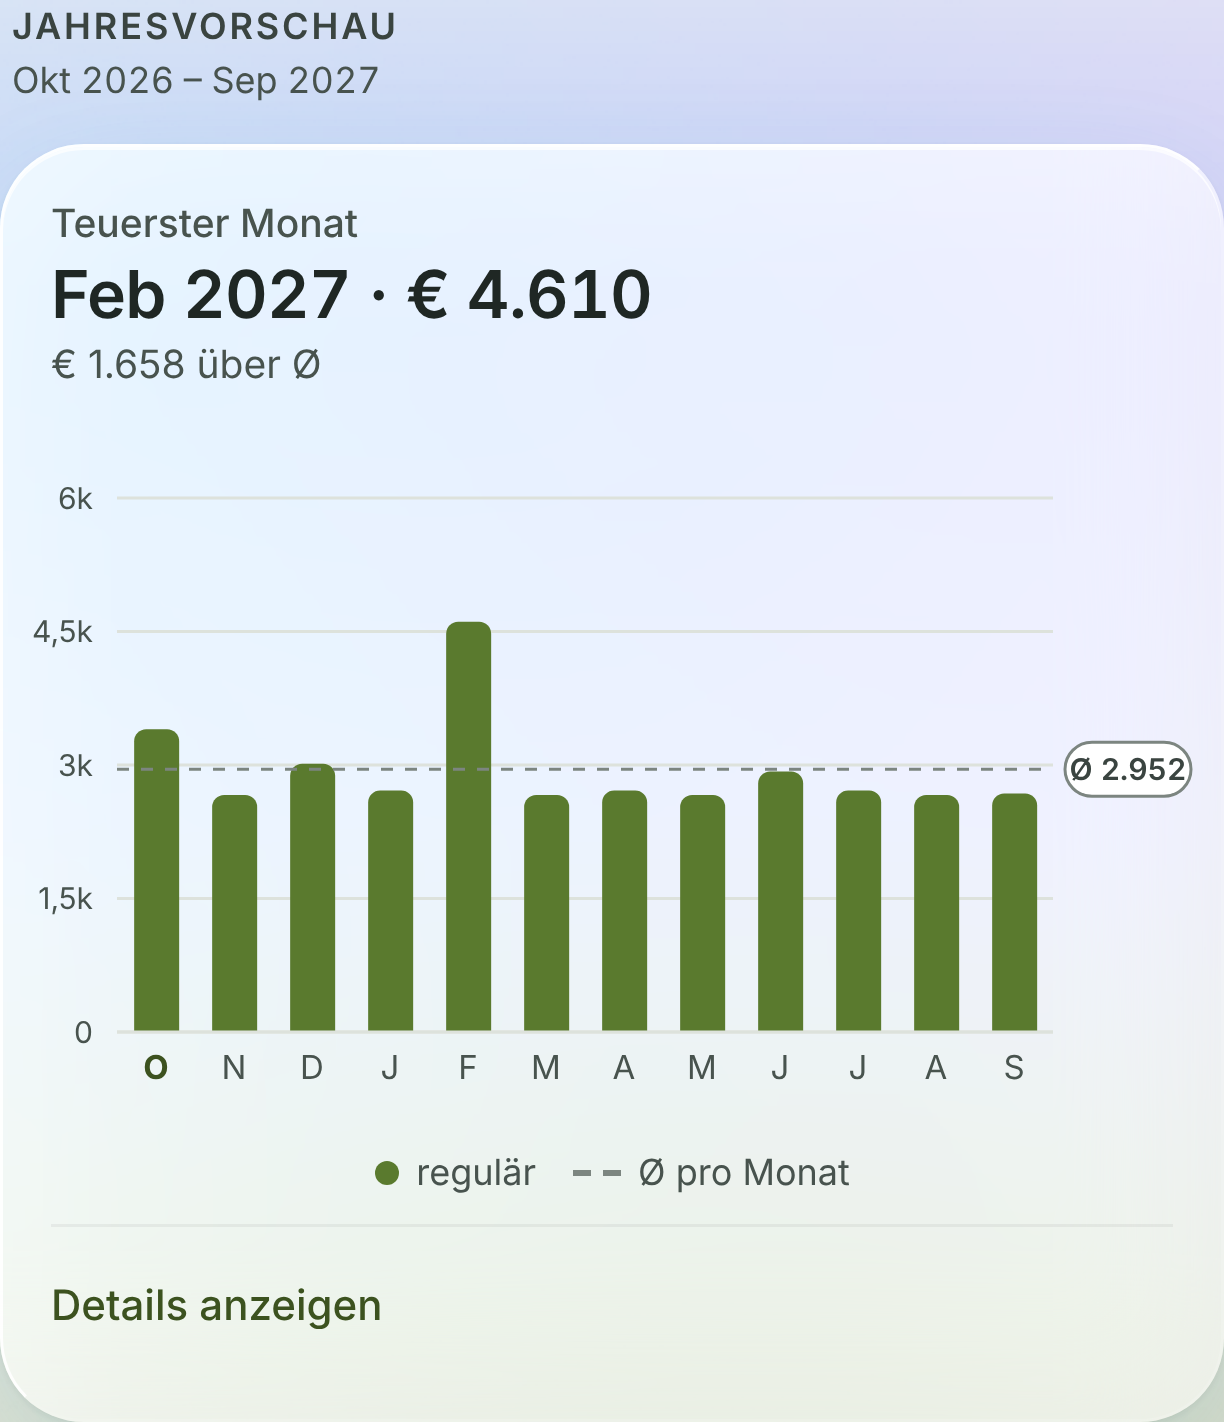 JAHRESVORSCHAU
Okt 2026 – Sep 2027
Teuerster Monat
Feb 2027 · € 4.610
€ 1.658 über Ø
6k
4,5k
3k
Ø 2.952
1,5k
0
O N D J F M A M J J A S
regulär Ø pro Monat
Details anzeigen